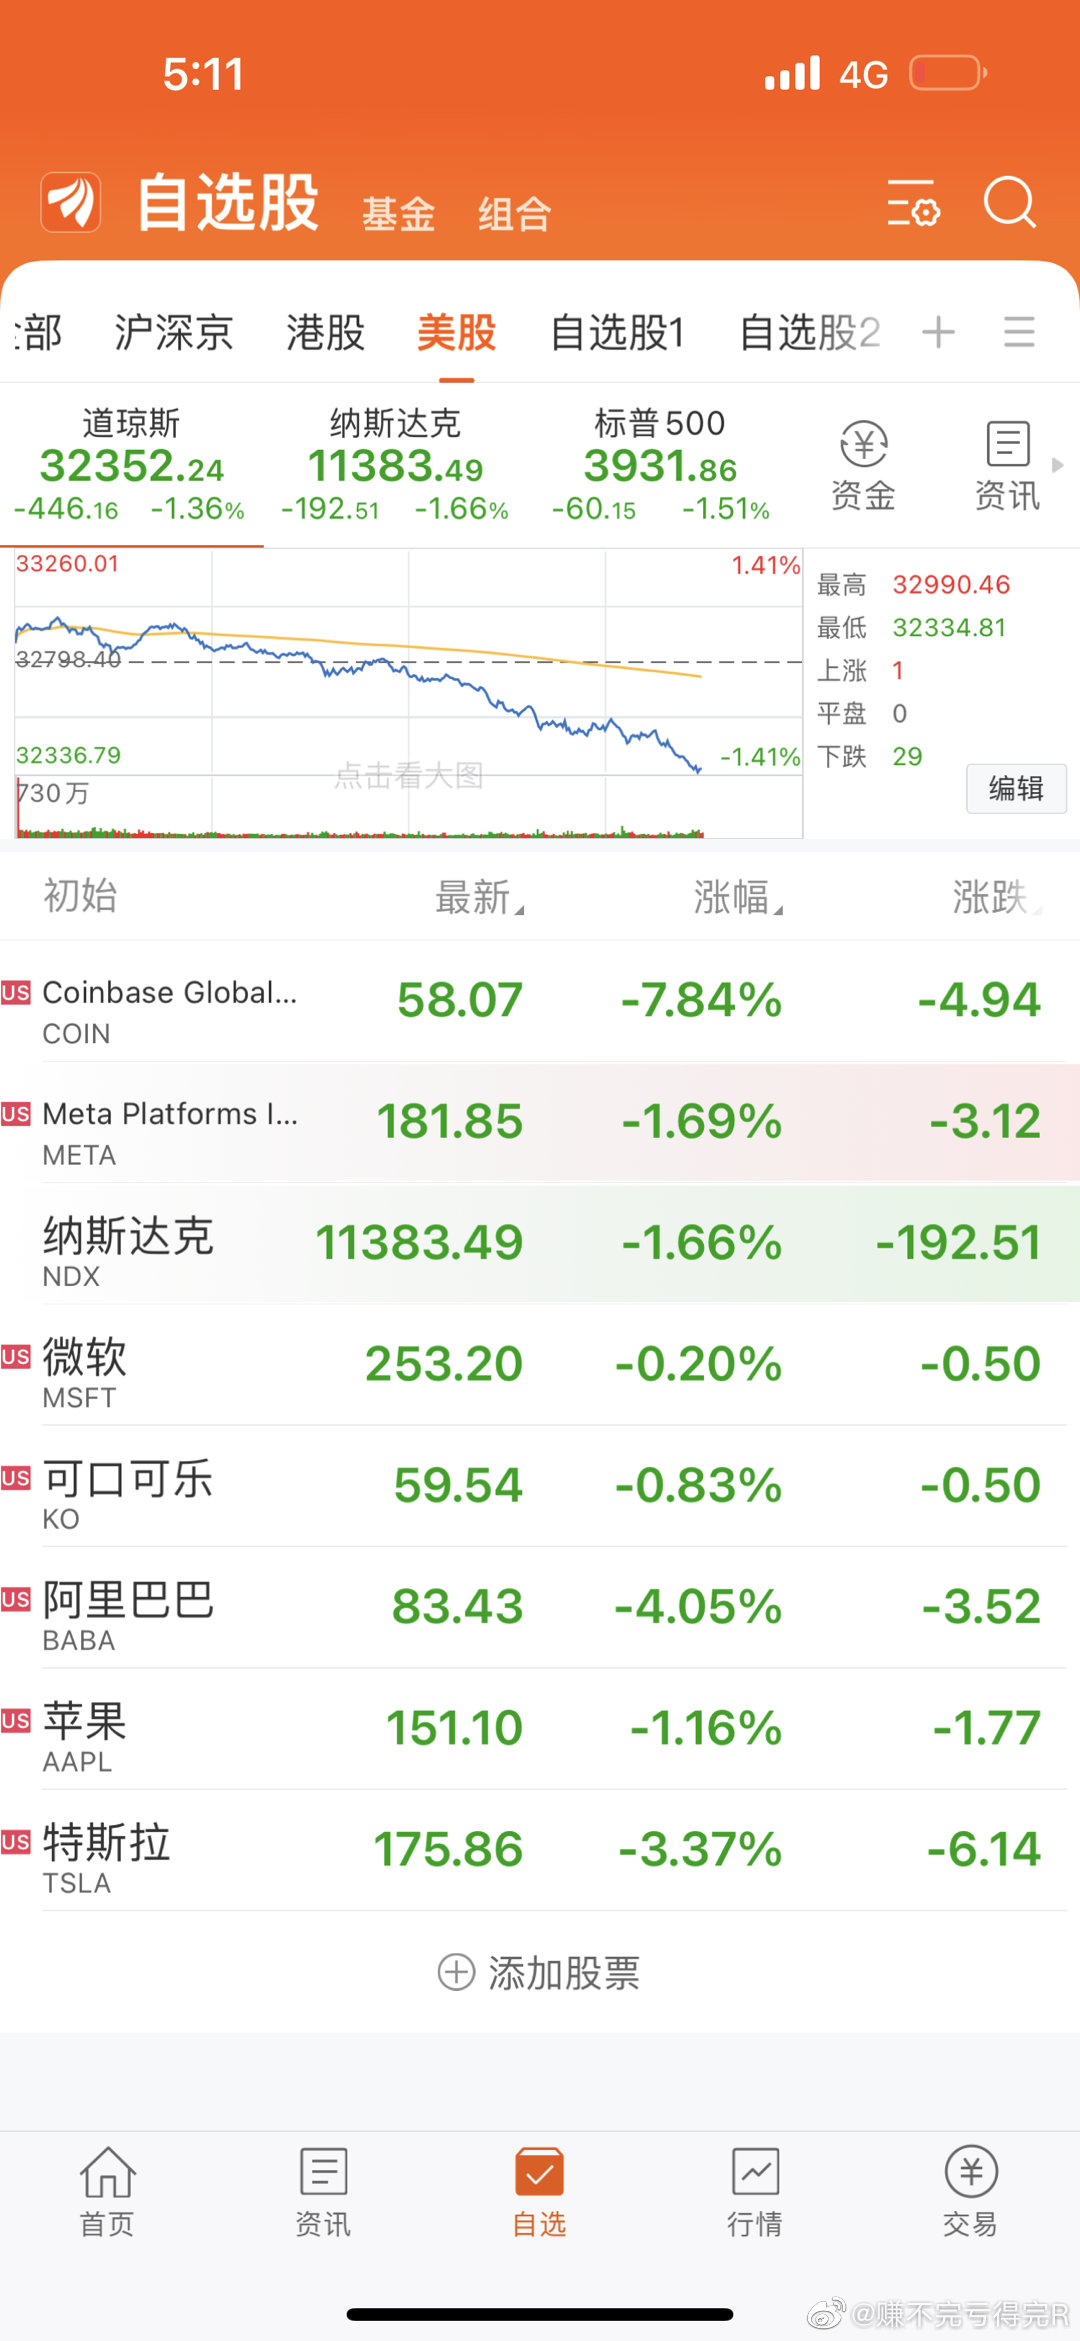 5:11 4G
自选股 基金 组合
部 沪深京 港股 美股 自选股1 自选股2
道琼斯 纳斯达克 标普500
32352.24 11383.49 3931.86
-446.16 -1.36% -192.51 -1.66% -60.15 -1.51%
资金 资讯
33260.01 1.41%
32798.40
32336.79 -1.41%
点击看大图
730万
最高 32990.46
最低 32334.81
上涨 1
平盘 0
下跌 29
编辑
初始 最新 涨幅 涨跌
US Coinbase Global... 58.07 -7.84% -4.94
COIN
US Meta Platforms I... 181.85 -1.69% -3.12
META
纳斯达克 11383.49 -1.66% -192.51
NDX
US 微软 253.20 -0.20% -0.50
MSFT
US 可口可乐 59.54 -0.83% -0.50
KO
US 阿里巴巴 83.43 -4.05% -3.52
BABA
US 苹果 151.10 -1.16% -1.77
AAPL
US 特斯拉 175.86 -3.37% -6.14
TSLA
添加股票
首页 资讯 自选 行情 交易
@赚不完亏得完R